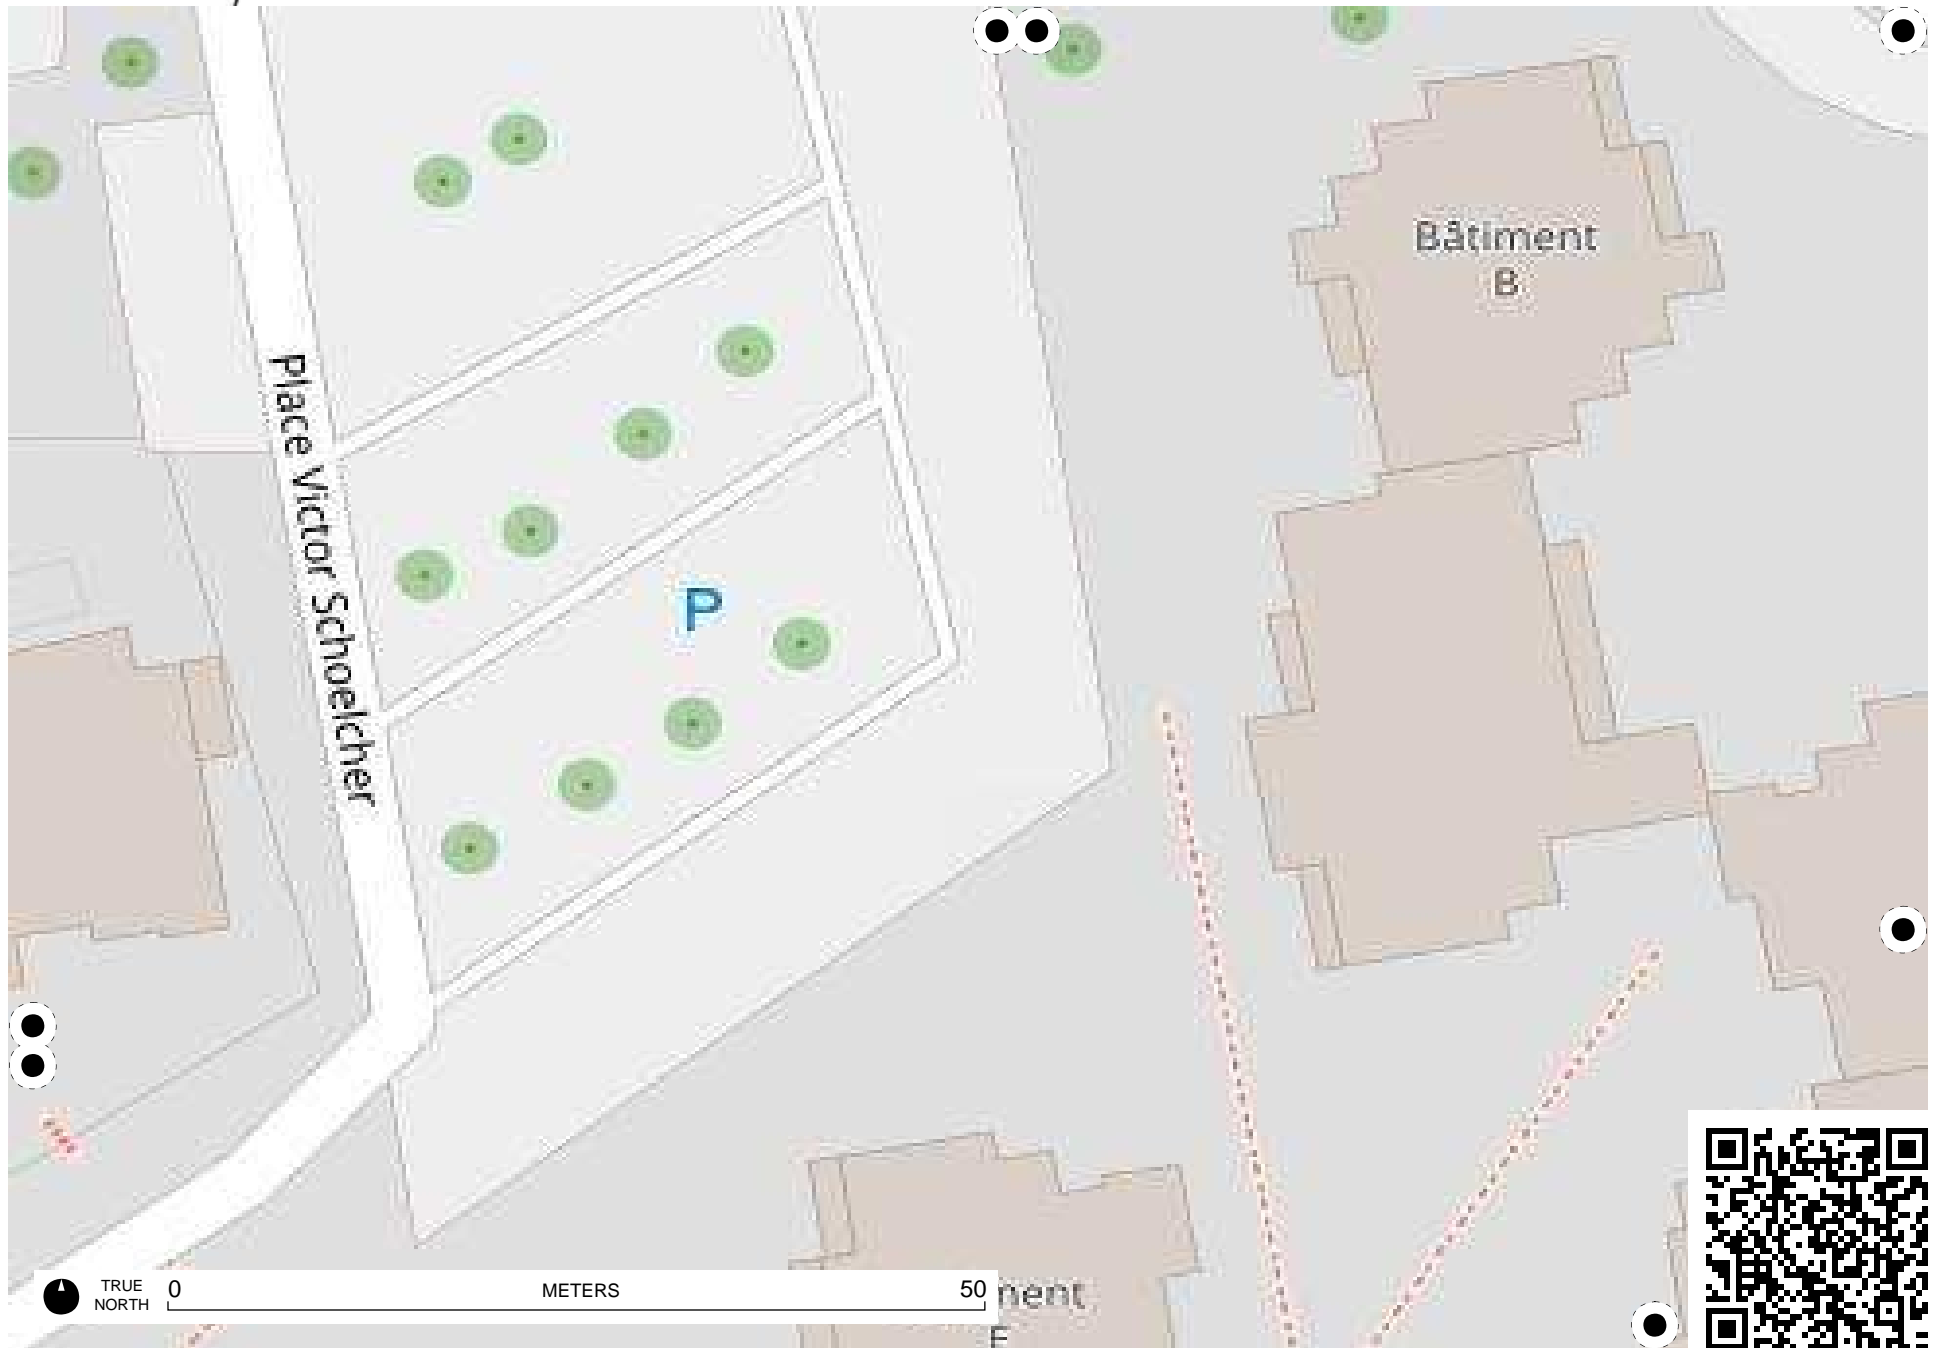 Bâtiment
B
Place Victor Schoelcher
P
TRUE
NORTH
0 METERS 50
ment